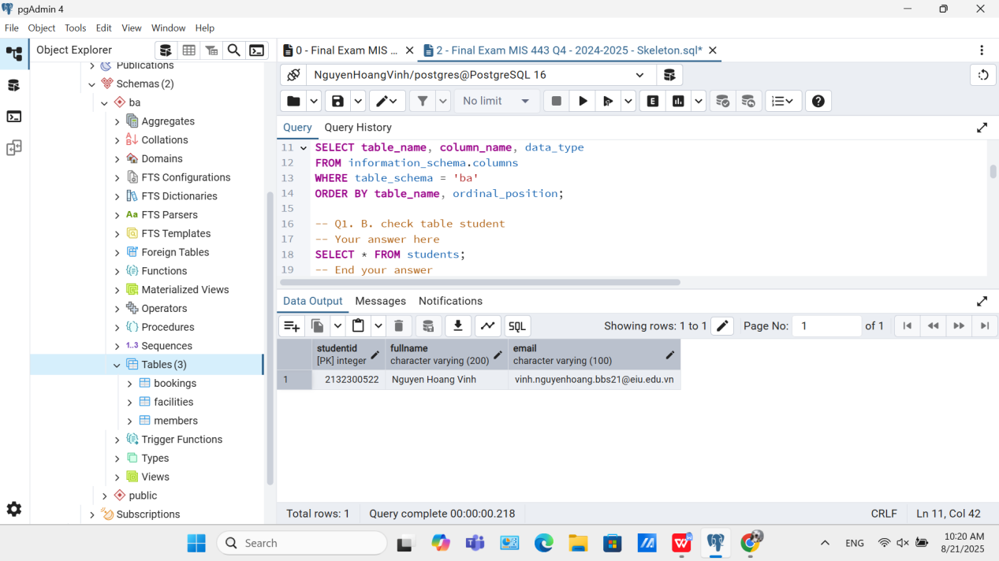 pgAdmin 4
File Object Tools Edit View Window Help
Object Explorer
Publications
Schemas (2)
ba
Aggregates
Collations
Domains
FTS Configurations
FTS Dictionaries
Aa FTS Parsers
FTS Templates
Foreign Tables
Functions
Materialized Views
Operators
Procedures
1..3 Sequences
Tables (3)
bookings
facilities
members
Trigger Functions
Types
Views
public
Subscriptions
0 - Final Exam MIS ... 2 - Final Exam MIS 443 Q4 - 2024-2025 - Skeleton.sql*
NguyenHoangVinh/postgres@PostgreSQL 16
No limit E
Query Query History
11 SELECT table_name, column_name, data_type
12 FROM information_schema.columns
13 WHERE table_schema = 'ba'
14 ORDER BY table_name, ordinal_position;
15
16 -- Q1. B. check table student
17 -- Your answer here
18 SELECT * FROM students;
19 -- End your answer
Data Output Messages Notifications
SQL Showing rows: 1 to 1 Page No: 1 of 1
studentid fullname email
[PK] integer character varying (200) character varying (100)
1 2132300522 Nguyen Hoang Vinh vinh.nguyenhoang.bbs21@eiu.edu.vn
Total rows: 1 Query complete 00:00:00.218 CRLF Ln 11, Col 42
Search ENG 10:20 AM
8/21/2025